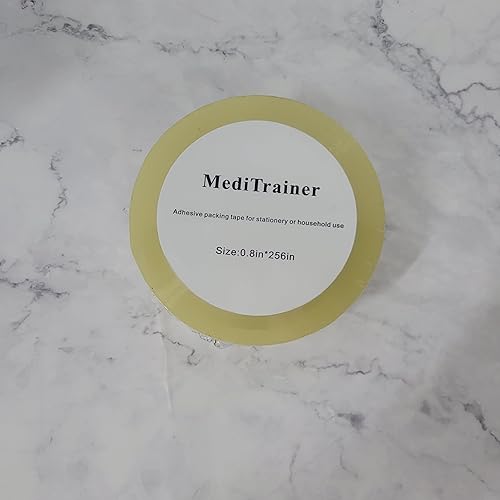 MediTrainer
Adhesive packing tape for stationery or household use
Size:0.8in*256in